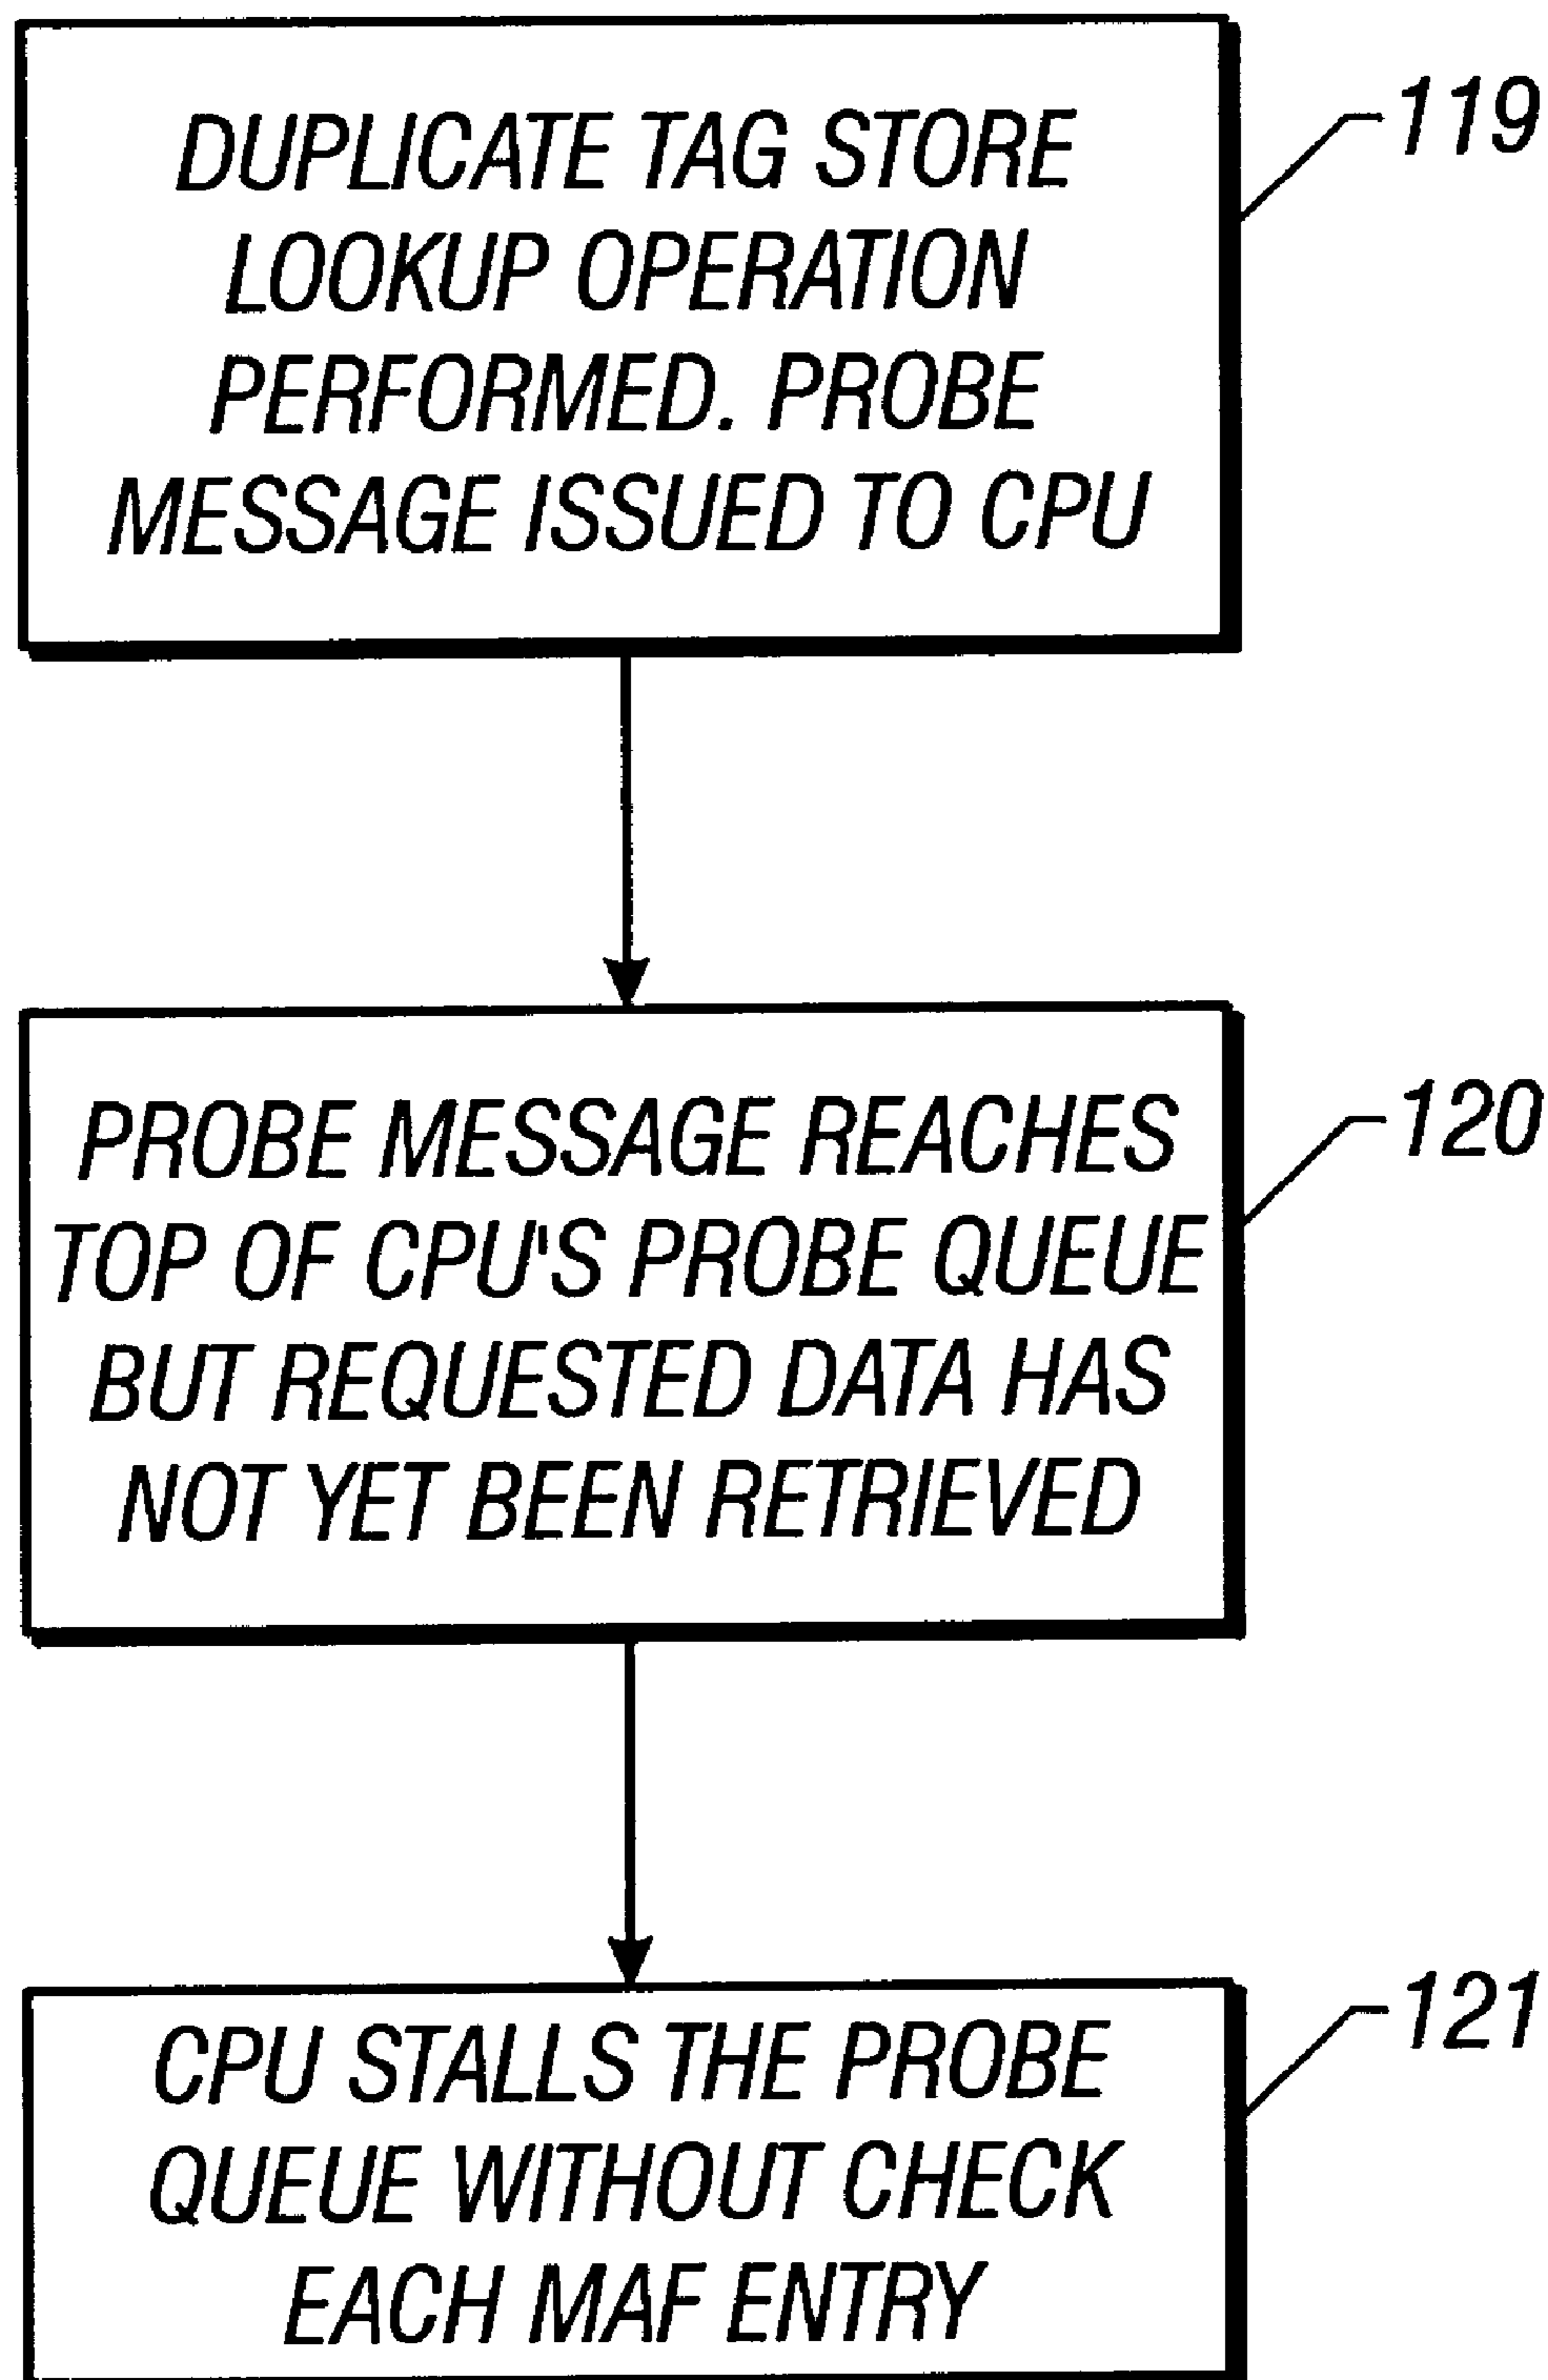 DUPLICATE TAG STORE
LOOKUP OPERATION
PERFORMED. PROBE
MESSAGE ISSUED TO CPU
119
PROBE MESSAGE REACHES
TOP OF CPU'S PROBE QUEUE
BUT REQUESTED DATA HAS
NOT YET BEEN RETRIEVED
120
CPU STALLS THE PROBE
QUEUE WITHOUT CHECK
EACH MAF ENTRY
121